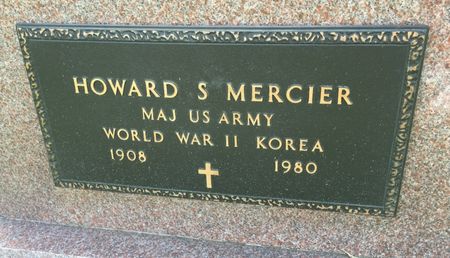 HOWARD S MERCIER
MAJ US ARMY
WORLD WAR II KOREA
1908 1980